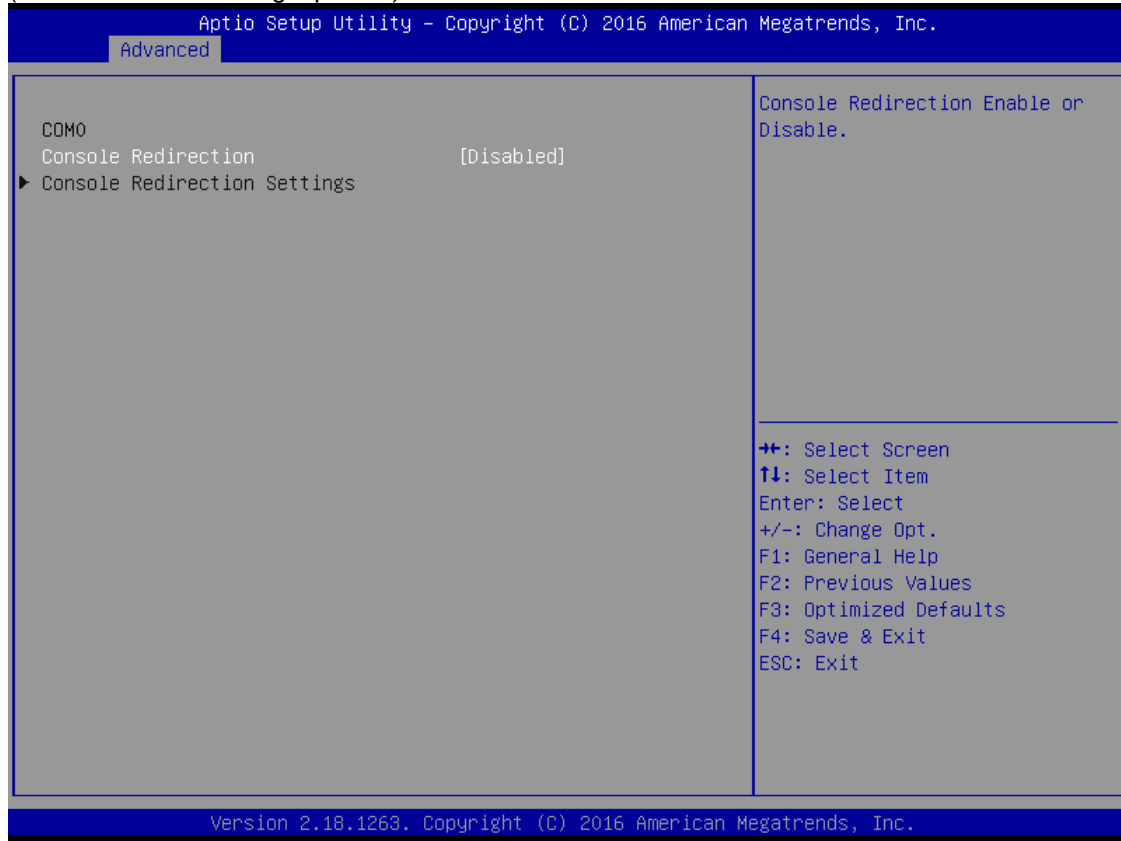 Aptio Setup Utility – Copyright (C) 2016 American Megatrends, Inc.
Advanced
Console Redirection Enable or
Disable.
COM0
Console Redirection [Disabled]
► Console Redirection Settings
→←: Select Screen
↑↓: Select Item
Enter: Select
+/-: Change Opt.
F1: General Help
F2: Previous Values
F3: Optimized Defaults
F4: Save & Exit
ESC: Exit
Version 2.18.1263. Copyright (C) 2016 American Megatrends, Inc.